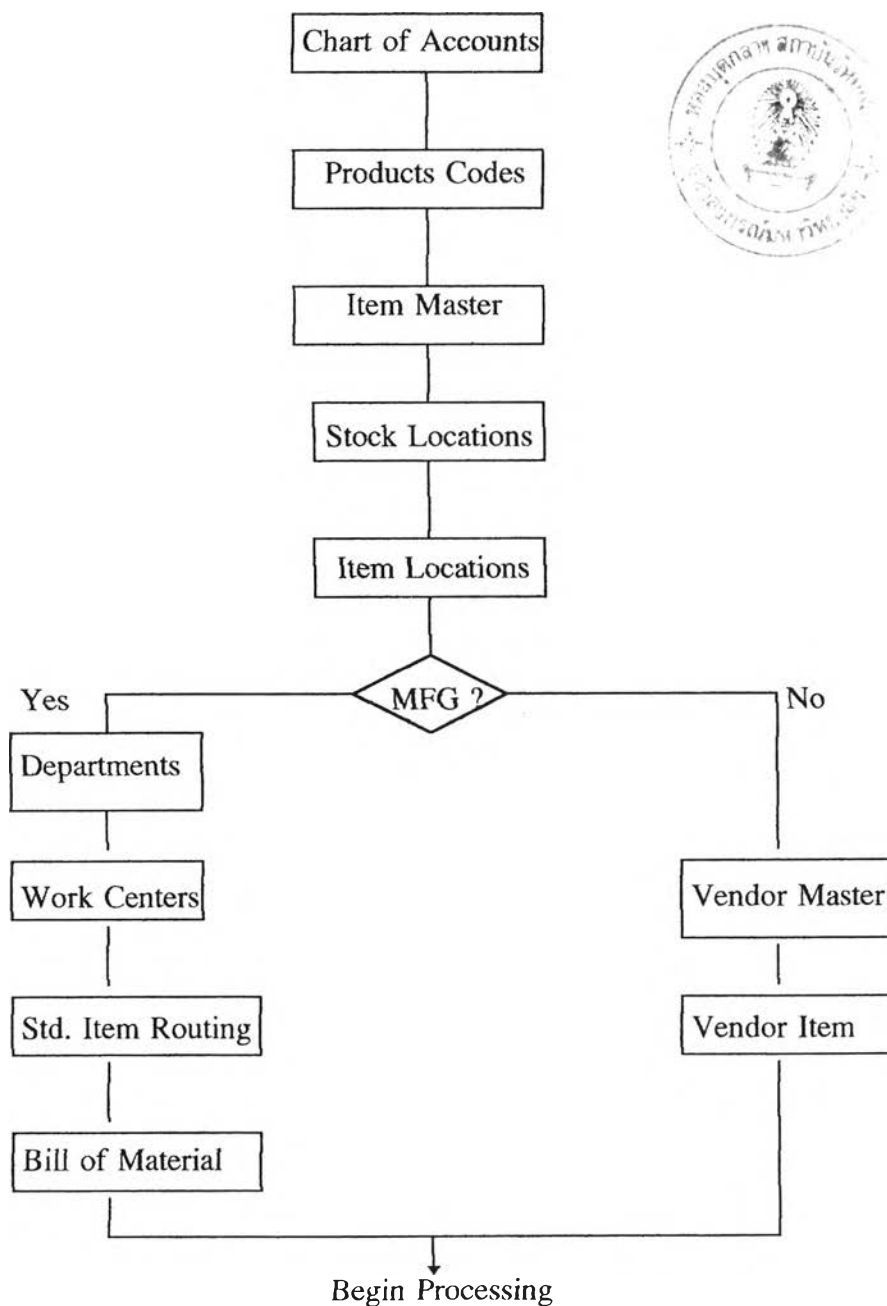 Chart of Accounts
Products Codes
Item Master
Stock Locations
Item Locations
MFG ?
Yes
No
Departments
Work Centers
Vendor Master
Std. Item Routing
Vendor Item
Bill of Material
Begin Processing